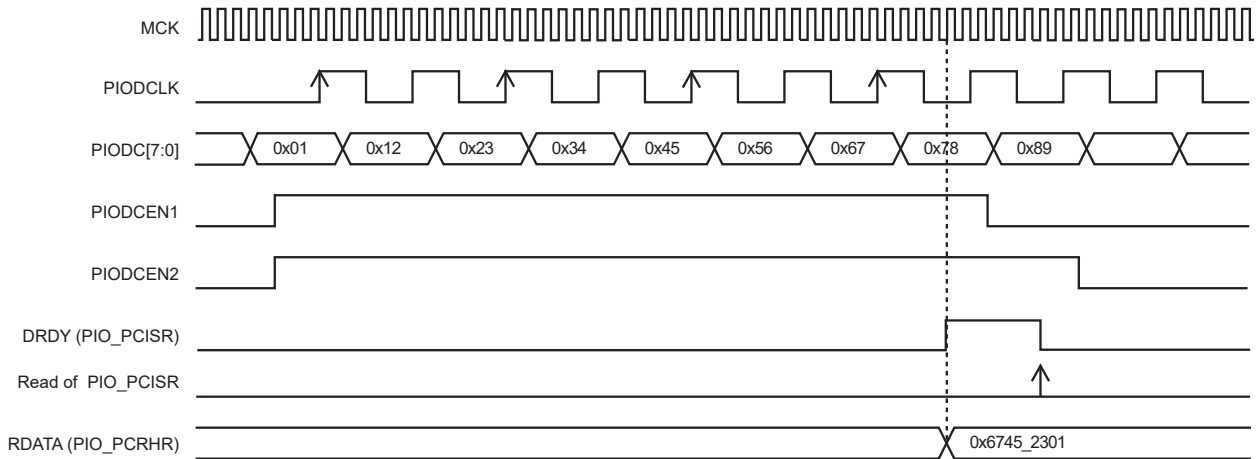 MCK
PIODCLK
PIODC[7:0] 0x01 0x12 0x23 0x34 0x45 0x56 0x67 0x78 0x89
PIODCEN1
PIODCEN2
DRDY (PIO_PCISR)
Read of PIO_PCISR
RDATA (PIO_PCRHR) 0x6745_2301